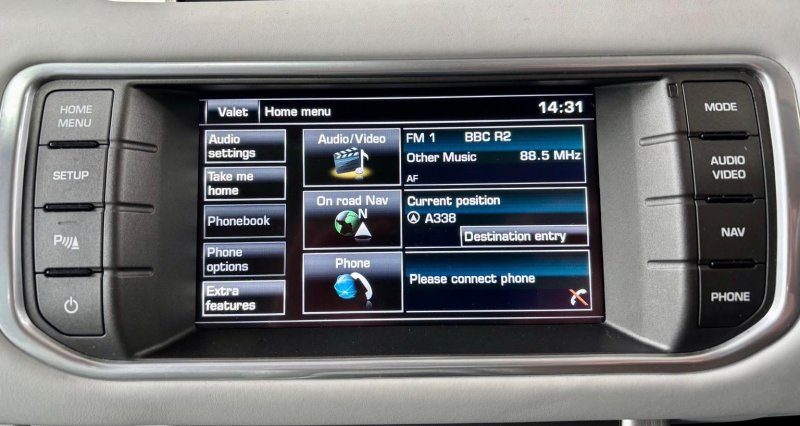 HOME
MENU
SETUP
P
Valet
Home menu
14:31
Audio
settings
Take me
home
Phonebook
Phone
options
Extra
features
Audio/Video
FM 1 BBC R2
Other Music 88.5 MHz
AF
On road Nav
N
Current position
A338
Destination entry
Phone
Please connect phone
MODE
AUDIO
VIDEO
NAV
PHONE